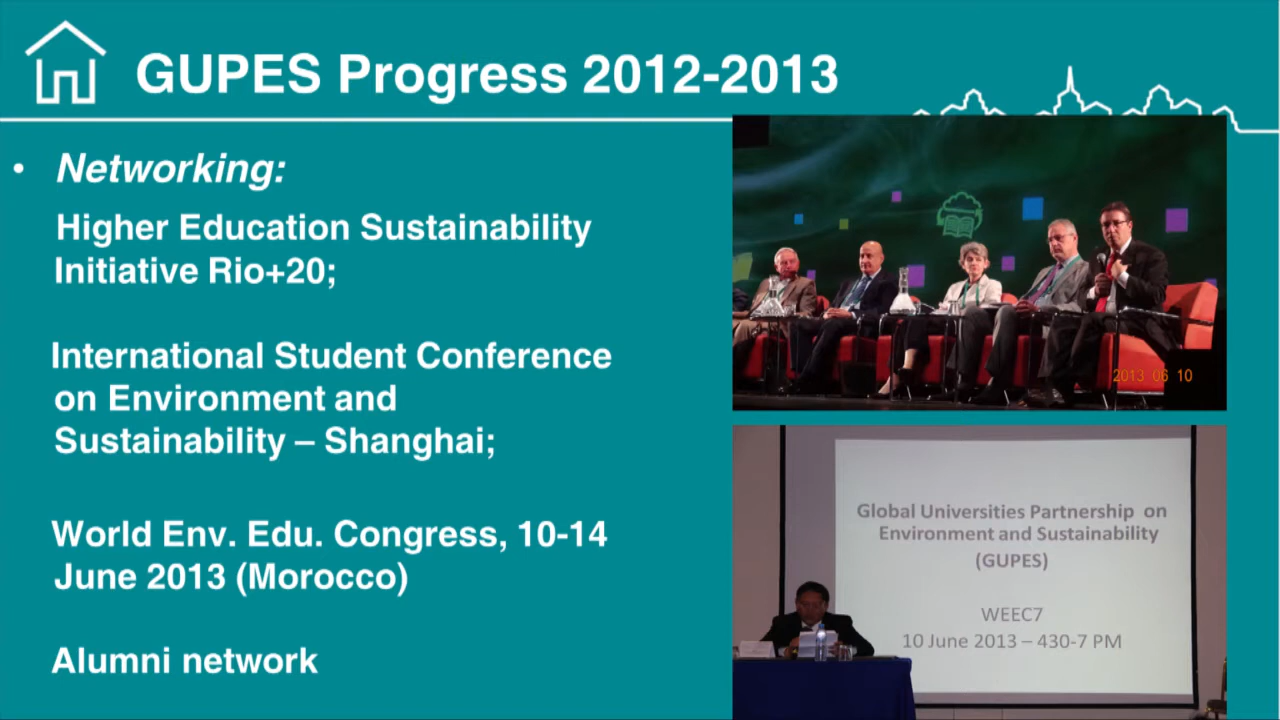 GUPES Progress 2012-2013
• Networking:
Higher Education Sustainability
Initiative Rio+20;
International Student Conference
on Environment and
Sustainability – Shanghai;
World Env. Edu. Congress, 10-14
June 2013 (Morocco)
Alumni network
2013 06 10
Global Universities Partnership on
Environment and Sustainability
(GUPES)
WEEC7
10 June 2013 – 430-7 PM